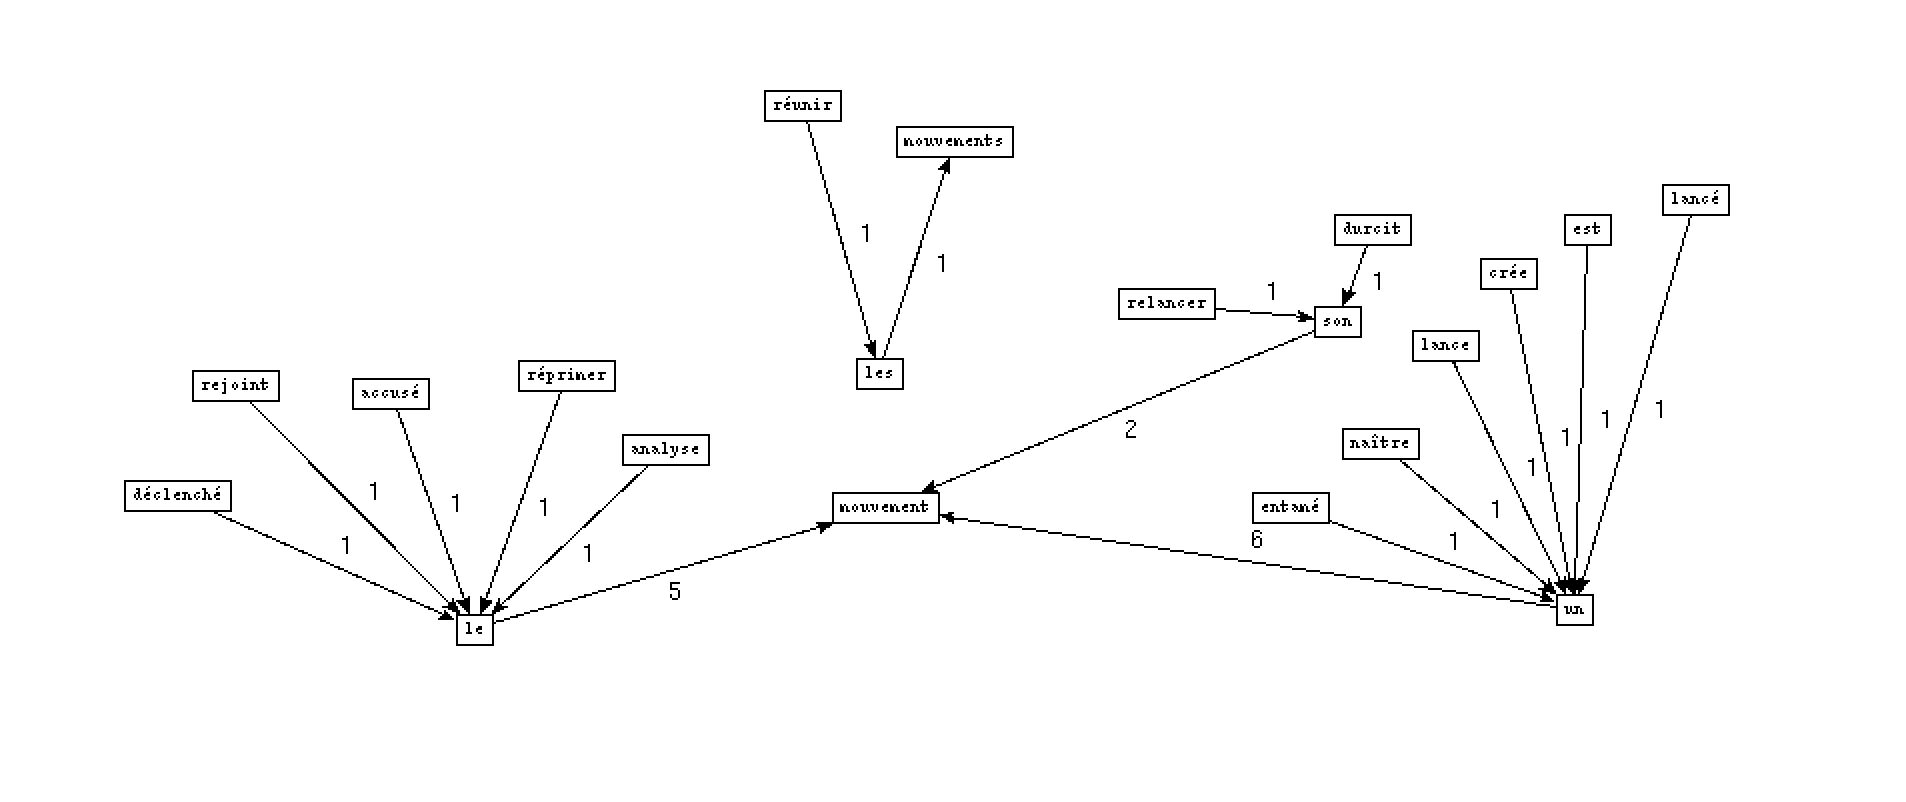 réunir
mouvements
lancé
durcit
est
crée
1
1
1
1
relancer
son
lance
rejoint
accusé
réprimer
les
1
1
2
1
naître
analyse
1
déclenché
1
1
1
1
entamé
mouvement
1
1
1
6
5
le
un